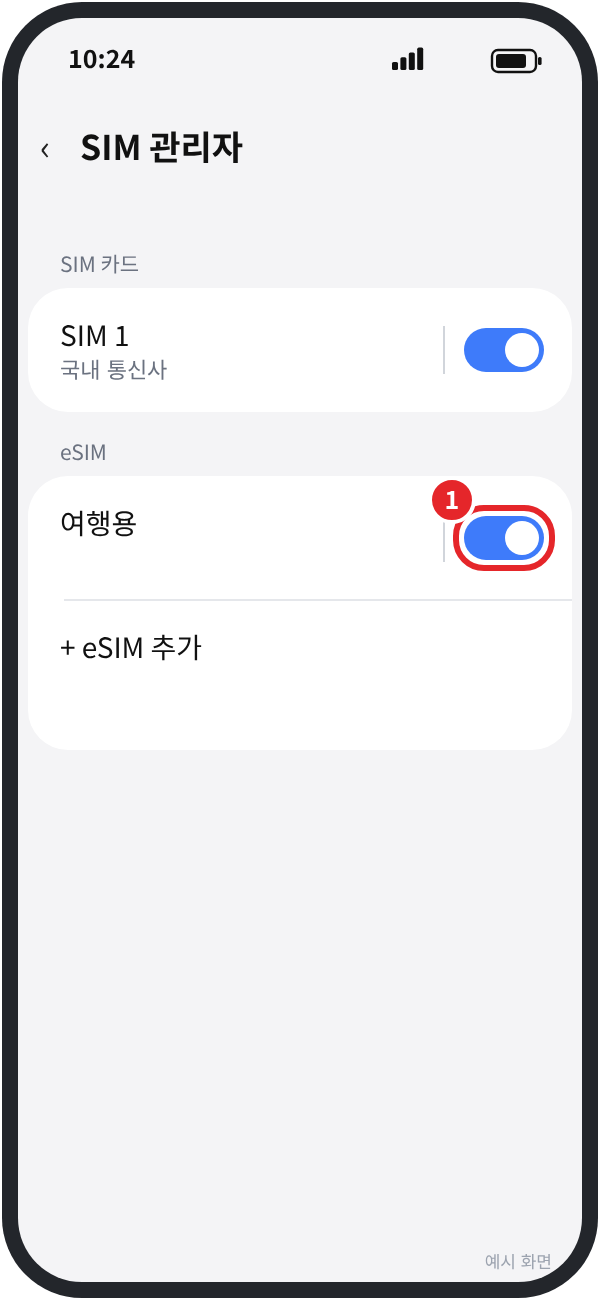 10:24
‹ SIM 관리자
SIM 카드
SIM 1
국내 통신사
eSIM
1
여행용
+ eSIM 추가
예시 화면